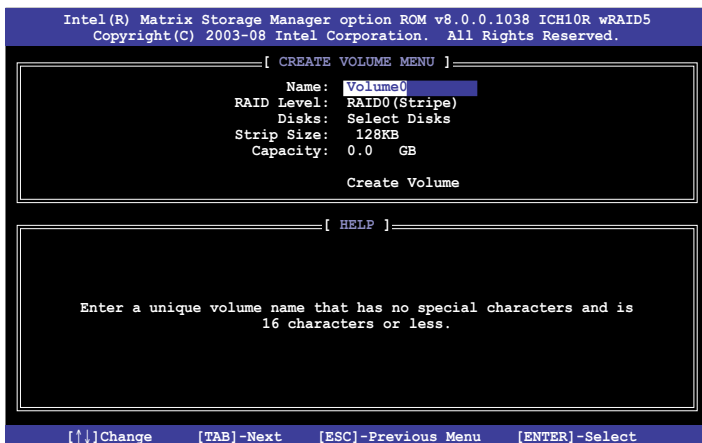 Intel(R) Matrix Storage Manager option ROM v8.0.0.1038 ICH10R wRAID5
Copyright(C) 2003-08 Intel Corporation. All Rights Reserved.
[ CREATE VOLUME MENU ]
Name: Volume0
RAID Level: RAID0(Stripe)
Disks: Select Disks
Strip Size: 128KB
Capacity: 0.0 GB
Create Volume
[ HELP ]
Enter a unique volume name that has no special characters and is
16 characters or less.
[↑↓]Change [TAB]-Next [ESC]-Previous Menu [ENTER]-Select